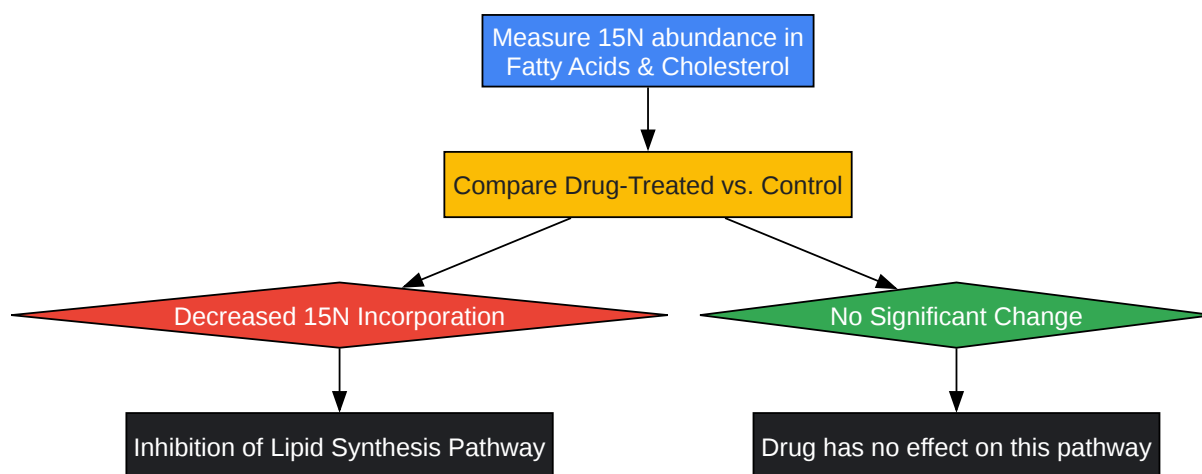 Measure 15N abundance in
Fatty Acids & Cholesterol
Compare Drug-Treated vs. Control
Decreased 15N Incorporation
No Significant Change
Inhibition of Lipid Synthesis Pathway
Drug has no effect on this pathway